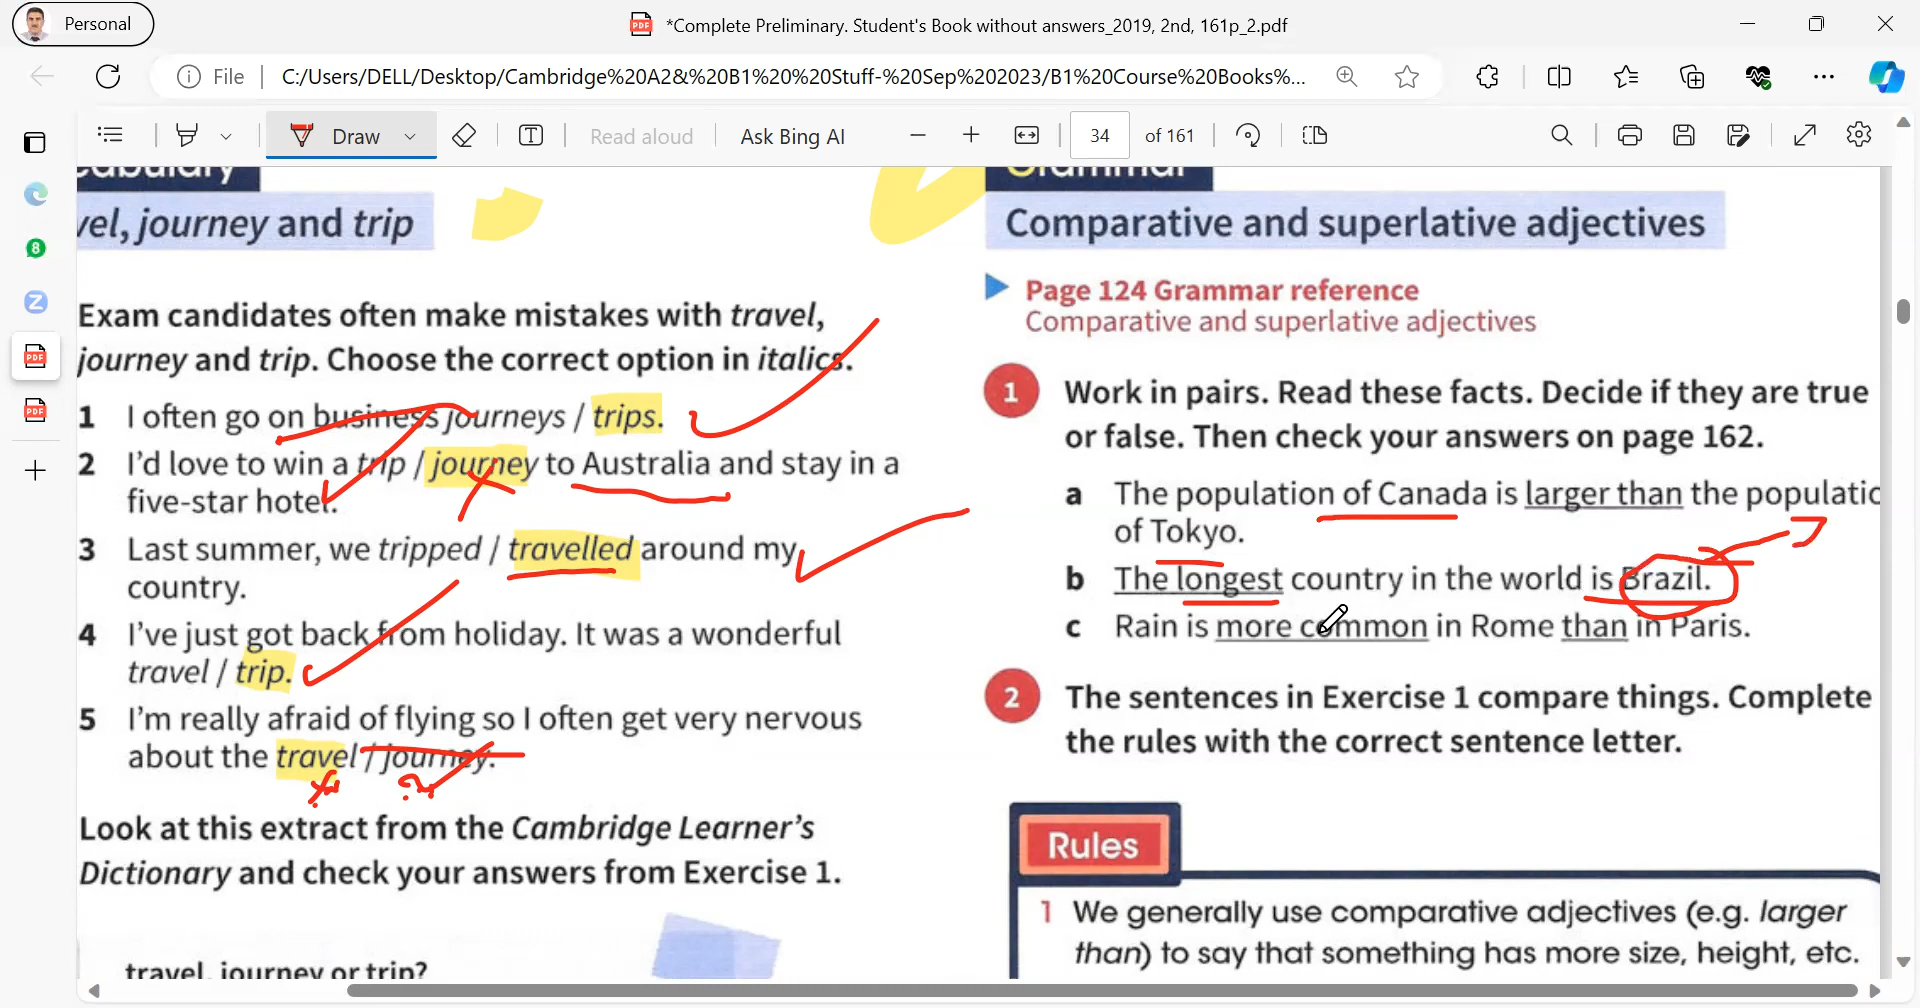 Personal
*Complete Preliminary. Student's Book without answers_2019, 2nd, 161p_2.pdf
File
C:/Users/DELL/Desktop/Cambridge%20A2&%20B1%20%20Stuff-%20Sep%202023/B1%20Course%20Books%...
Draw
Read aloud
Ask Bing AI
34
of 161
8
Z
PDF
PDF
vel, journey and trip
Exam candidates often make mistakes with travel,
journey and trip. Choose the correct option in italics.
1 I often go on business journeys / trips.
2 I'd love to win a trip / journey to Australia and stay in a
five-star hotel.
3 Last summer, we tripped / travelled around my
country.
4 I've just got back from holiday. It was a wonderful
travel / trip.
5 I'm really afraid of flying so I often get very nervous
about the travel / journey.
Look at this extract from the Cambridge Learner's
Dictionary and check your answers from Exercise 1.
travel, journey or trip?
Grammar
Comparative and superlative adjectives
Page 124 Grammar reference
Comparative and superlative adjectives
1 Work in pairs. Read these facts. Decide if they are true
or false. Then check your answers on page 162.
a The population of Canada is larger than the populatio
of Tokyo.
b The longest country in the world is Brazil.
c Rain is more common in Rome than in Paris.
2 The sentences in Exercise 1 compare things. Complete
the rules with the correct sentence letter.
Rules
1 We generally use comparative adjectives (e.g. larger
than) to say that something has more size, height, etc.